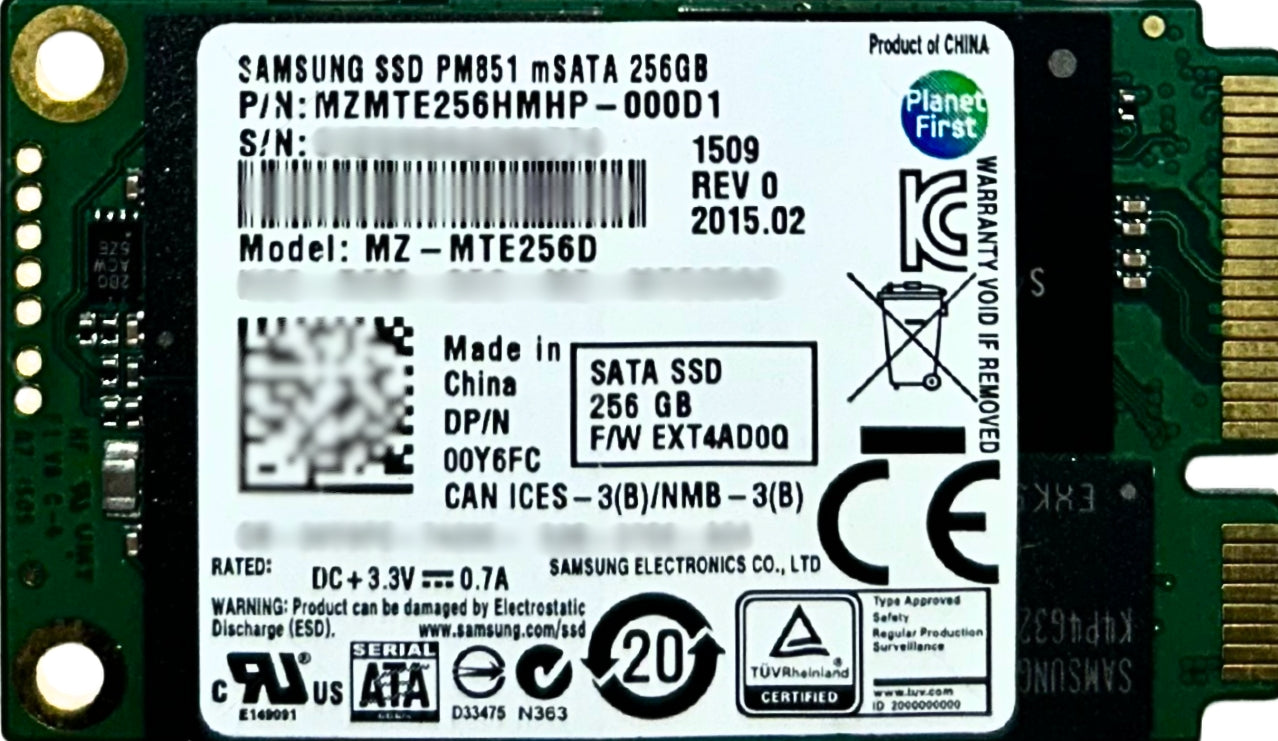 Product of CHINA
SAMSUNG SSD PM851 mSATA 256GB
P/N: MZMTE256HMHP-000D1
Planet
First
S/N:
1509
REV 0
2015.02
WARRANTY VOID IF REMOVED
Model: MZ-MTE256D
Made in
China
DP/N
00Y6FC
SATA SSD
256 GB
F/W EXT4AD0Q
CAN ICES-3(B)/NMB-3(B)
CE
RATED:
DC+3.3V 0.7A
SAMSUNG ELECTRONICS CO., LTD
WARNING: Product can be damaged by Electrostatic
Discharge (ESD).
www.samsung.com/ssd
C UL® US
E149091
SERIAL
ATA
D33475
N363
20
TÜVRheinland®
CERTIFIED
Type Approved
Safety
Regular Production
Surveillance
www.tuv.com
ID 2000000000
SAMSUNG
K4P4G32